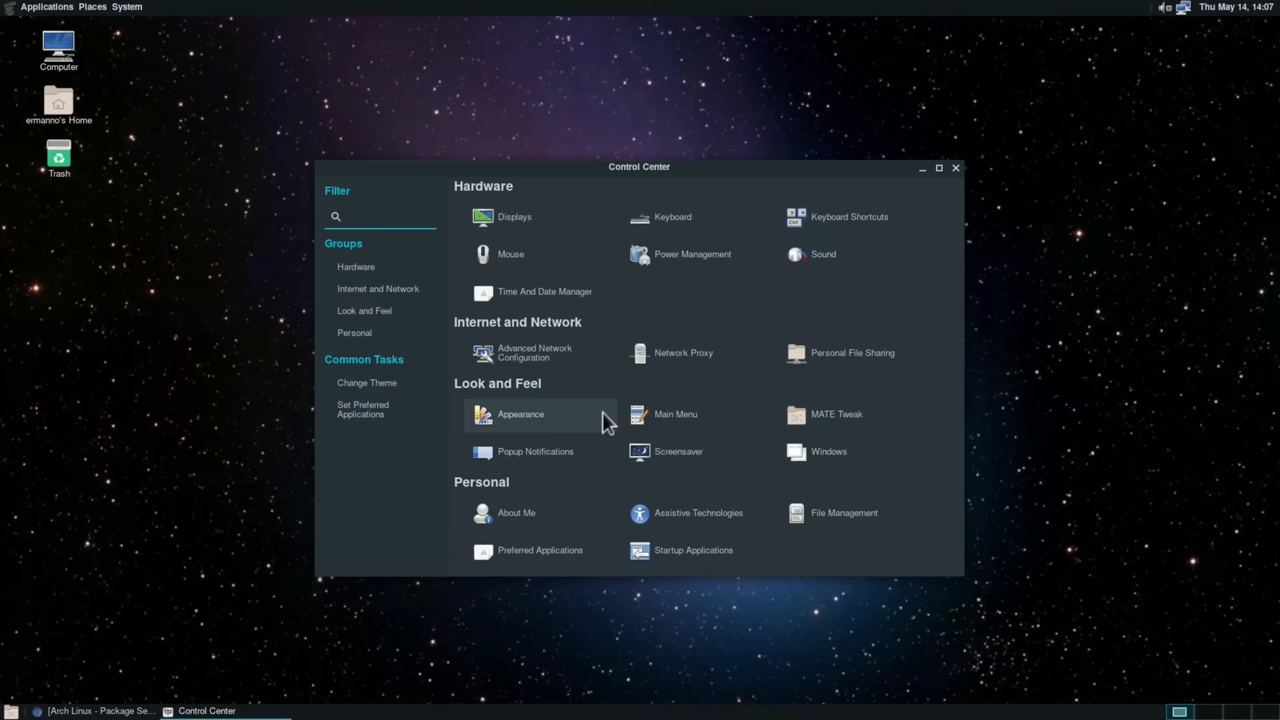 Applications Places System
Thu May 14, 14:07
Computer
ermanno's Home
Trash
Control Center
Filter
Groups
Hardware
Internet and Network
Look and Feel
Personal
Common Tasks
Change Theme
Set Preferred
Applications
Hardware
Displays
Keyboard
Keyboard Shortcuts
Mouse
Power Management
Sound
Time And Date Manager
Internet and Network
Advanced Network
Configuration
Network Proxy
Personal File Sharing
Look and Feel
Appearance
Main Menu
MATE Tweak
Popup Notifications
Screensaver
Windows
Personal
About Me
Assistive Technologies
File Management
Preferred Applications
Startup Applications
[Arch Linux - Package Se...
Control Center